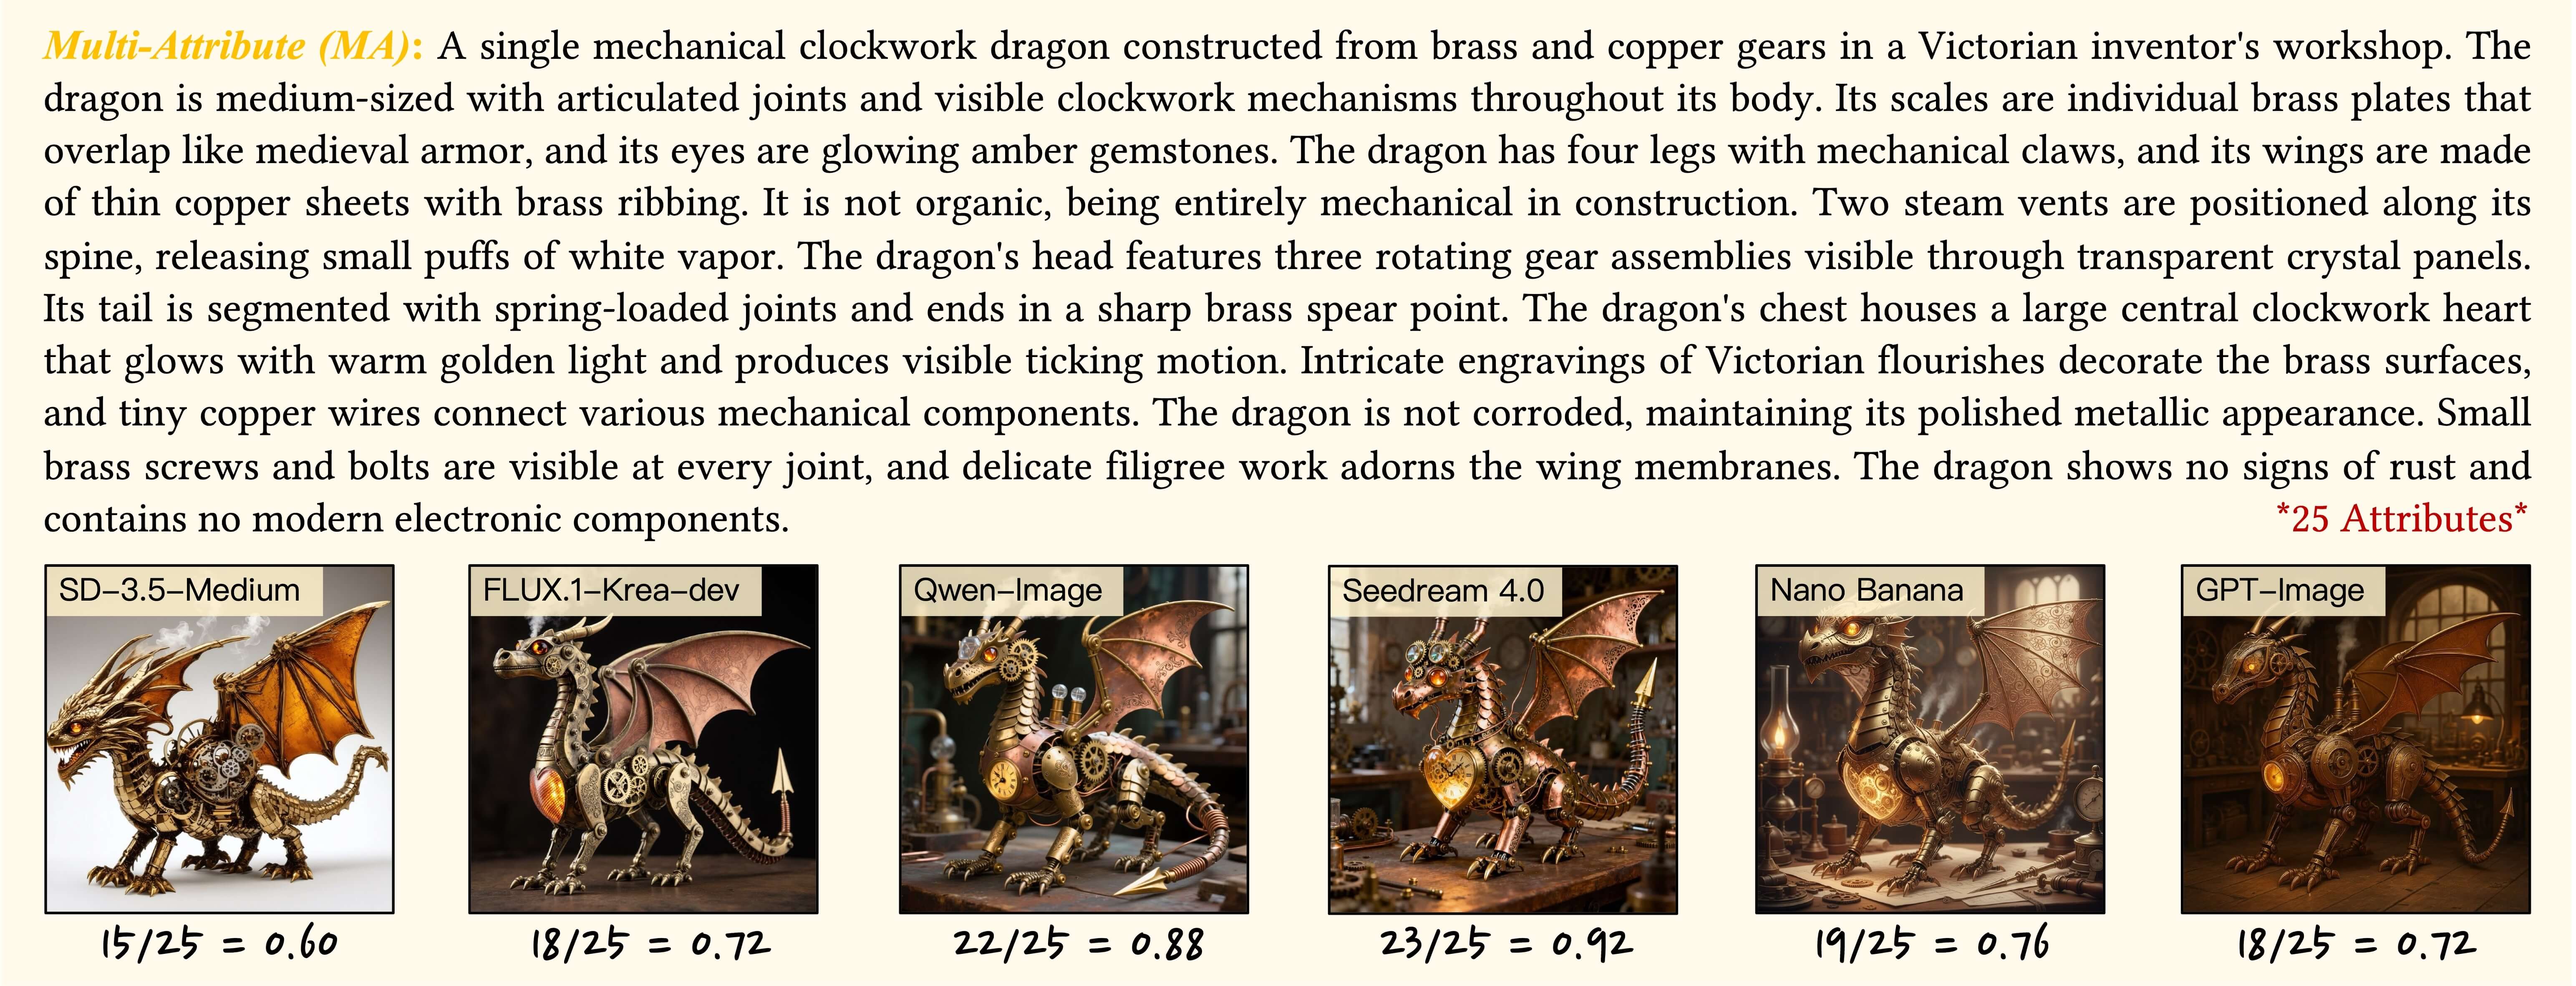 Multi-Attribute (MA): A single mechanical clockwork dragon constructed from brass and copper gears in a Victorian inventor's workshop. The
dragon is medium-sized with articulated joints and visible clockwork mechanisms throughout its body. Its scales are individual brass plates that
overlap like medieval armor, and its eyes are glowing amber gemstones. The dragon has four legs with mechanical claws, and its wings are made
of thin copper sheets with brass ribbing. It is not organic, being entirely mechanical in construction. Two steam vents are positioned along its
spine, releasing small puffs of white vapor. The dragon's head features three rotating gear assemblies visible through transparent crystal panels.
Its tail is segmented with spring-loaded joints and ends in a sharp brass spear point. The dragon's chest houses a large central clockwork heart
that glows with warm golden light and produces visible ticking motion. Intricate engravings of Victorian flourishes decorate the brass surfaces,
and tiny copper wires connect various mechanical components. The dragon is not corroded, maintaining its polished metallic appearance. Small
brass screws and bolts are visible at every joint, and delicate filigree work adorns the wing membranes. The dragon shows no signs of rust and
contains no modern electronic components. *25 Attributes*
SD-3.5-Medium FLUX.1-Krea-dev Qwen-Image Seedream 4.0 Nano Banana GPT-Image
15/25 = 0.60 18/25 = 0.72 22/25 = 0.88 23/25 = 0.92 19/25 = 0.76 18/25 = 0.72